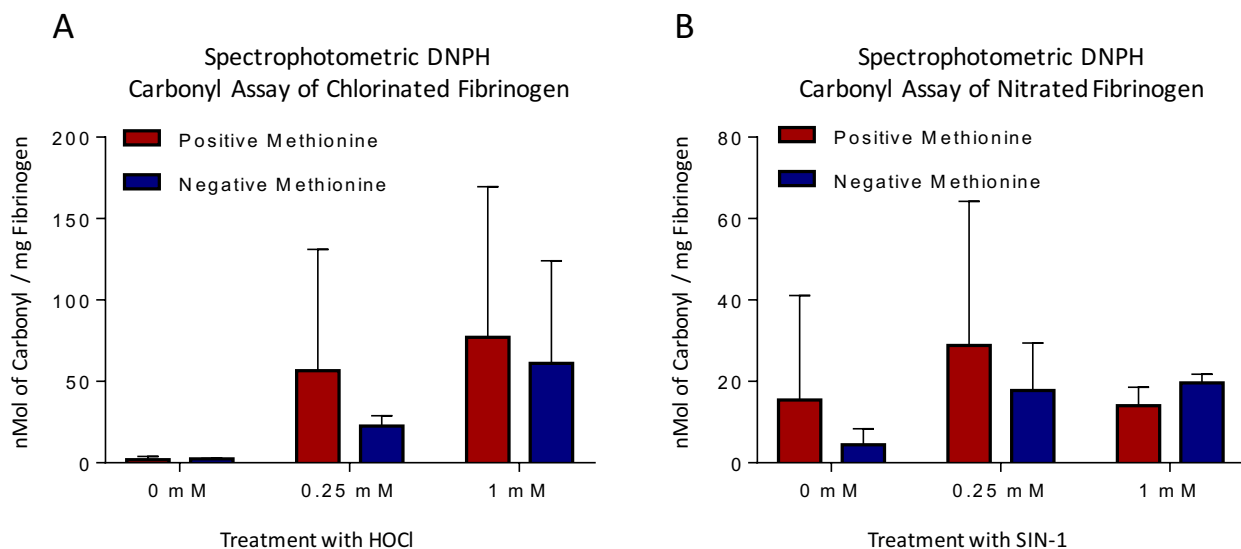 A
Spectrophotometric DNPH
Carbonyl Assay of Chlorinated Fibrinogen
nMol of Carbonyl / mg Fibrinogen
200
150
100
50
0
Positive Methionine
Negative Methionine
0 mM
0.25 mM
1 mM
Treatment with HOCl
B
Spectrophotometric DNPH
Carbonyl Assay of Nitrated Fibrinogen
nMol of Carbonyl / mg Fibrinogen
80
60
40
20
0
Positive Methionine
Negative Methionine
0 mM
0.25 mM
1 mM
Treatment with SIN-1